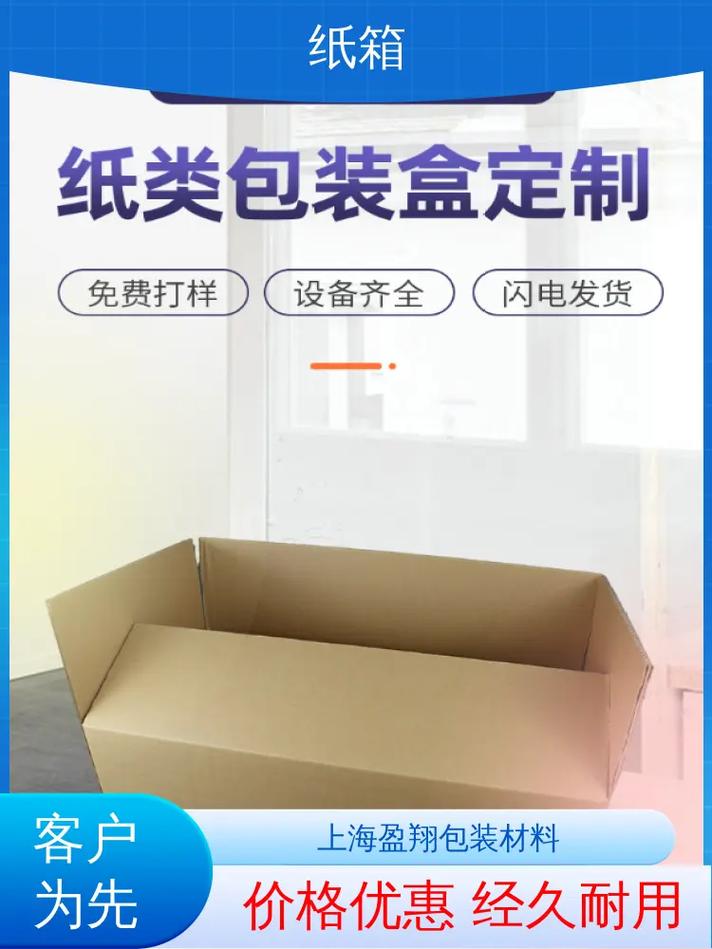 纸箱
纸类包装盒定制
免费打样 设备齐全 闪电发货
客户
为先
上海盈翔包装材料
价格优惠 经久耐用